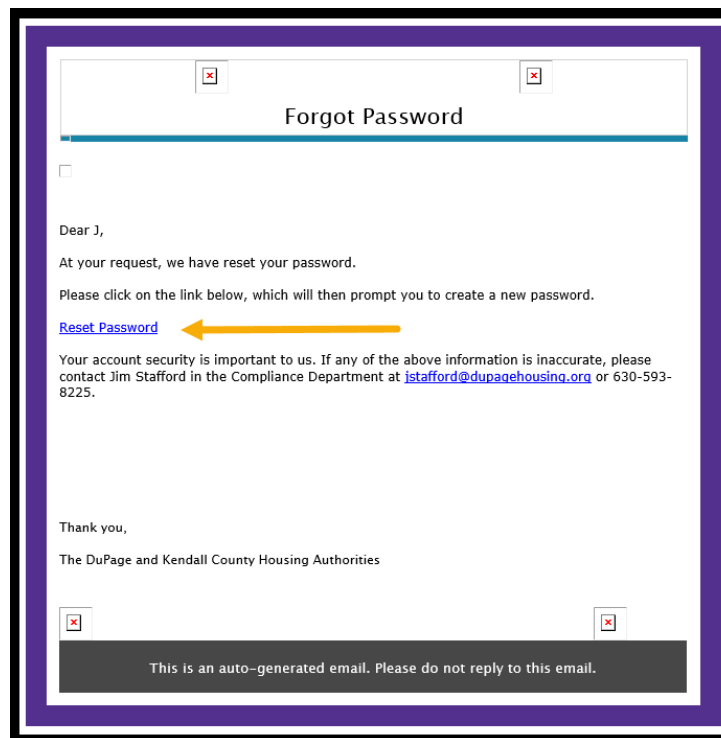 Forgot Password
Dear J,
At your request, we have reset your password.
Please click on the link below, which will then prompt you to create a new password.
Reset Password
Your account security is important to us. If any of the above information is inaccurate, please
contact Jim Stafford in the Compliance Department at jstafford@dupagehousing.org or 630-593-
8225.
Thank you,
The DuPage and Kendall County Housing Authorities
This is an auto-generated email. Please do not reply to this email.